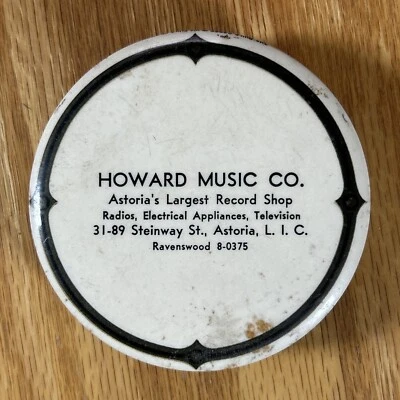 HOWARD MUSIC CO.
Astoria's Largest Record Shop
Radios, Electrical Appliances, Television
31-89 Steinway St., Astoria, L. I. C.
Ravenswood 8-0375